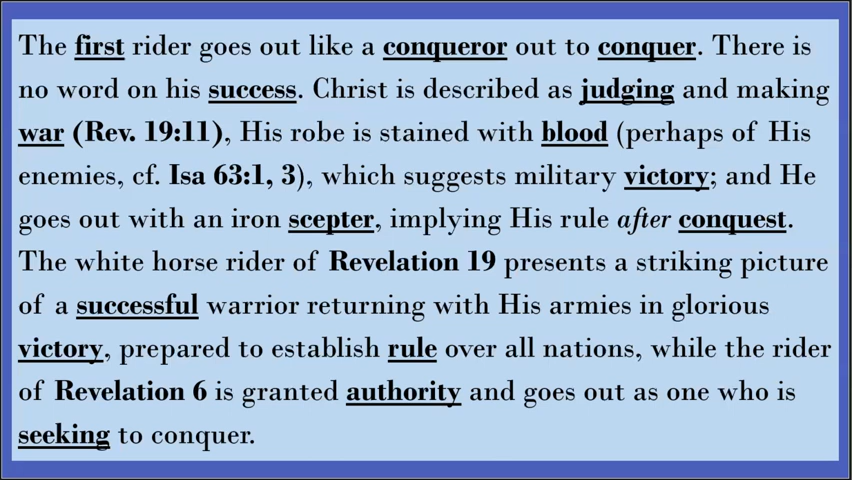 The first rider goes out like a conqueror out to conquer. There is
no word on his success. Christ is described as judging and making
war (Rev. 19:11), His robe is stained with blood (perhaps of His
enemies, cf. Isa 63:1, 3), which suggests military victory; and He
goes out with an iron scepter, implying His rule after conquest.
The white horse rider of Revelation 19 presents a striking picture
of a successful warrior returning with His armies in glorious
victory, prepared to establish rule over all nations, while the rider
of Revelation 6 is granted authority and goes out as one who is
seeking to conquer.